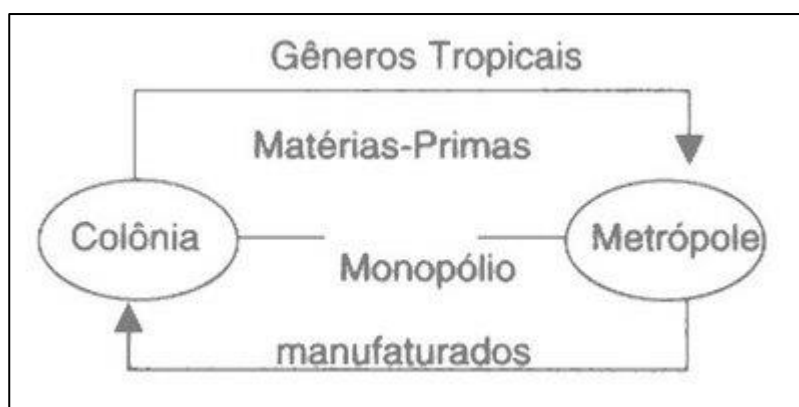 Gêneros Tropicais
Matérias-Primas
Colônia
Metrópole
Monopólio
manufaturados